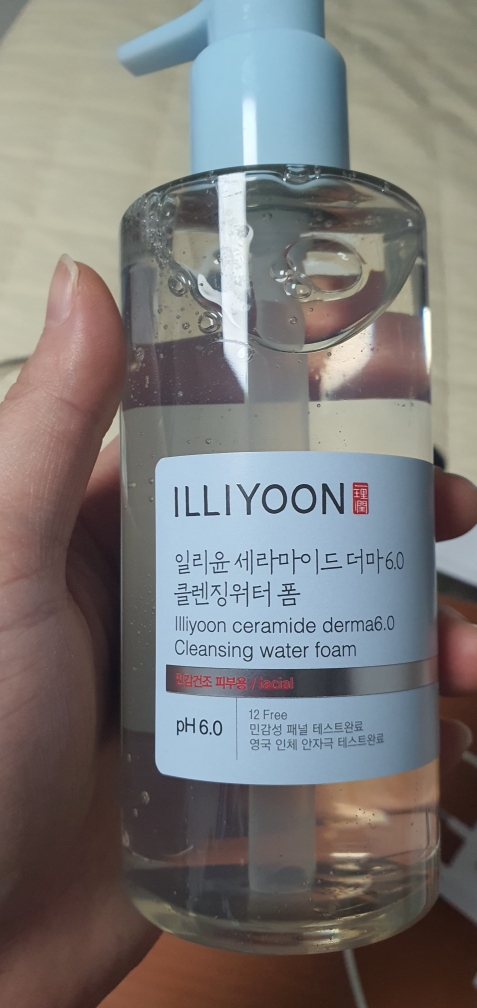 ILLIYOON 理潤
일리윤 세라마이드 더마6.0
클렌징워터 폼
Illiyoon ceramide derma6.0
Cleansing water foam
민감건조 피부용 / facial
pH 6.0
12 Free
민감성 패널 테스트완료
영국 인체 안자극 테스트완료